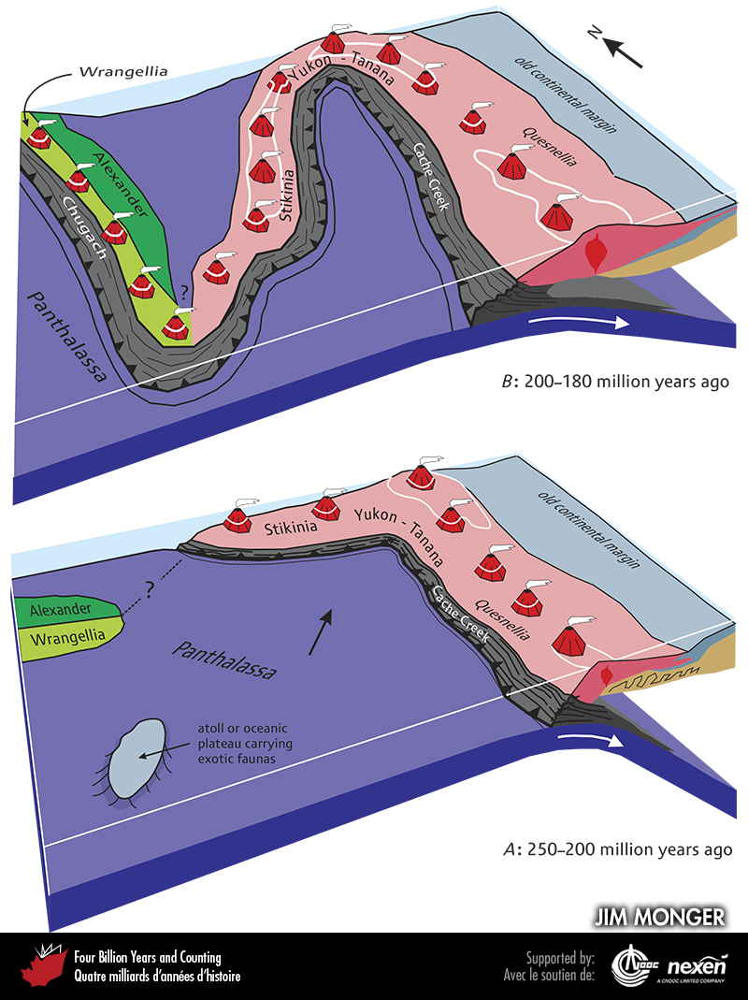 N
Wrangellia
Yukon - Tanana
old continental margin
Alexander
Quesnellia
Cache Creek
Stikinia
Chugach
?
Panthalassa
B: 200–180 million years ago
old continental margin
Stikinia
Yukon - Tanana
?
Alexander
Wrangellia
Cache Creek
Quesnellia
Panthalassa
atoll or oceanic
plateau carrying
exotic faunas
A: 250–200 million years ago
JIM MONGER
Four Billion Years and Counting
Quatre milliards d'années d'histoire
Supported by:
Avec le soutien de:
CNOOC
nexen
A CNOOC LIMITED COMPANY